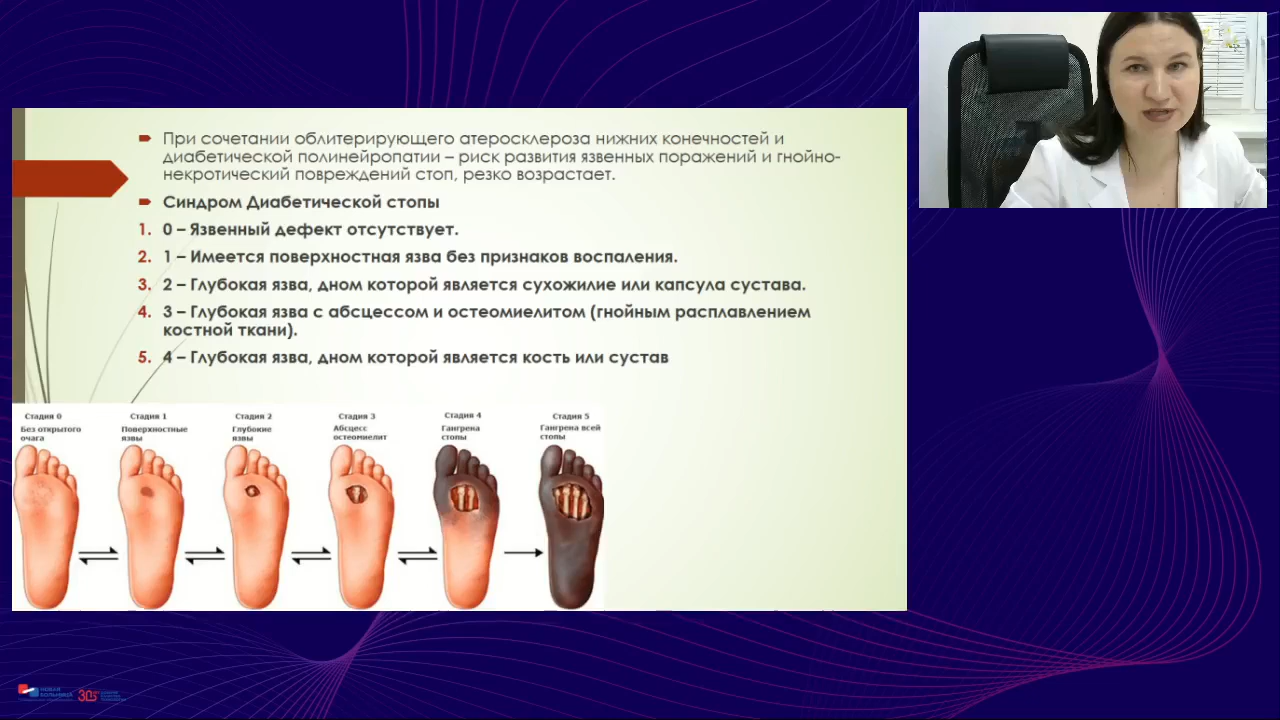 При сочетании облитерирующего атеросклероза нижних конечностей и
диабетической полинейропатии – риск развития язвенных поражений и гнойно-
некротический повреждений стоп, резко возрастает.
Синдром Диабетической стопы
1. 0 – Язвенный дефект отсутствует.
2. 1 – Имеется поверхностная язва без признаков воспаления.
3. 2 – Глубокая язва, дном которой является сухожилие или капсула сустава.
4. 3 – Глубокая язва с абсцессом и остеомиелитом (гнойным расплавлением
костной ткани).
5. 4 – Глубокая язва, дном которой является кость или сустав
Стадия 0
Без открытого
очага
Стадия 1
Поверхностные
язвы
Стадия 2
Глубокие
язвы
Стадия 3
Абсцесс
остеомиелит
Стадия 4
Гангрена
стопы
Стадия 5
Гангрена всей
стопы
НОВАЯ
БОЛЬНИЦА
30